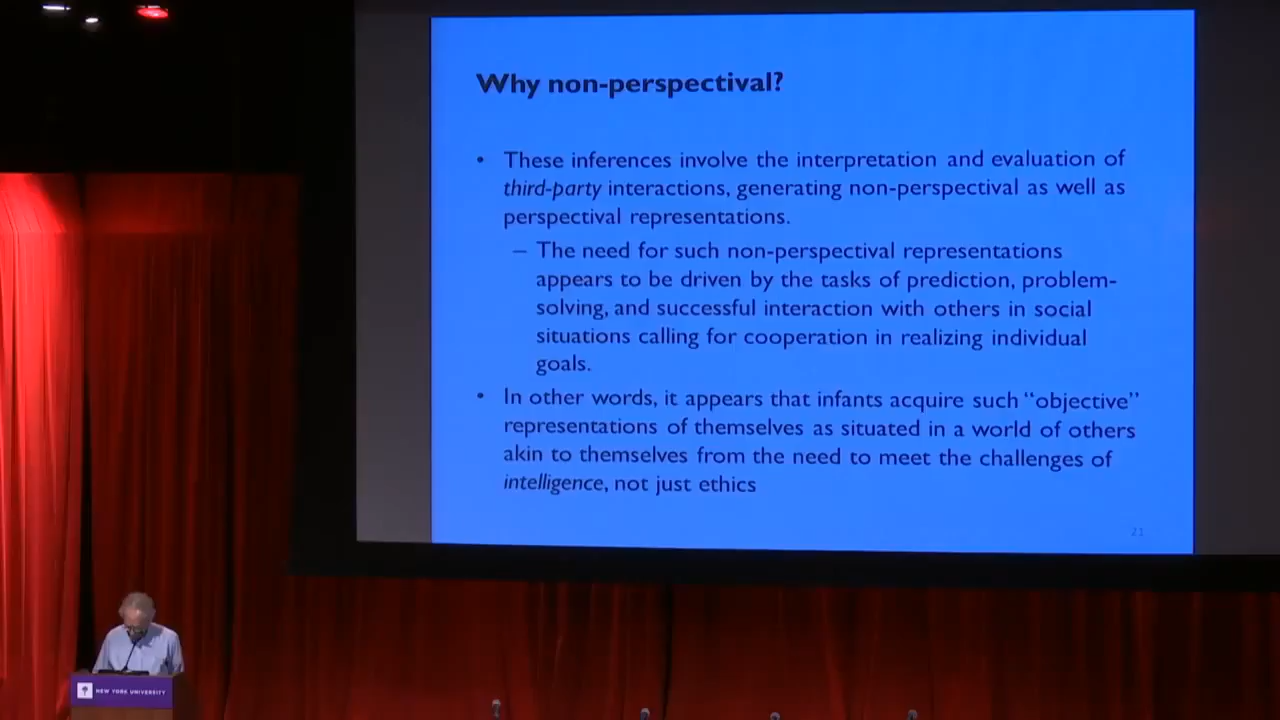 Why non-perspectival?
• These inferences involve the interpretation and evaluation of
third-party interactions, generating non-perspectival as well as
perspectival representations.
– The need for such non-perspectival representations
appears to be driven by the tasks of prediction, problem-
solving, and successful interaction with others in social
situations calling for cooperation in realizing individual
goals.
• In other words, it appears that infants acquire such “objective”
representations of themselves as situated in a world of others
akin to themselves from the need to meet the challenges of
intelligence, not just ethics
21
NEW YORK UNIVERSITY